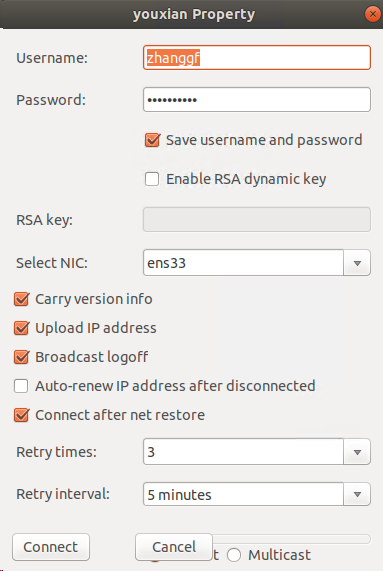 youxian Property
Username: zhanggf
Password: ••••••••••
Save username and password
Enable RSA dynamic key
RSA key:
Select NIC: ens33
Carry version info
Upload IP address
Broadcast logoff
Auto-renew IP address after disconnected
Connect after net restore
Retry times: 3
Retry interval: 5 minutes
Connect Cancel
Multicast